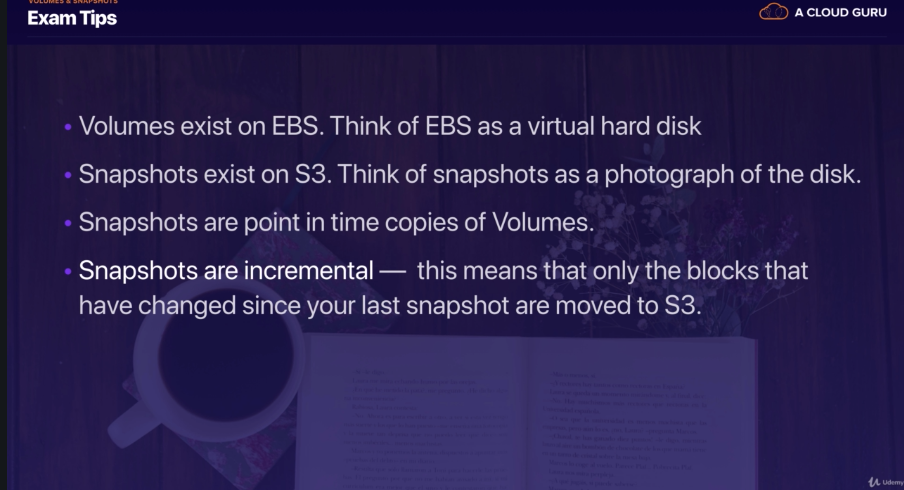 VOLUMES & SNAPSHOTS
Exam Tips
A CLOUD GURU
• Volumes exist on EBS. Think of EBS as a virtual hard disk
• Snapshots exist on S3. Think of snapshots as a photograph of the disk.
• Snapshots are point in time copies of Volumes.
• Snapshots are incremental — this means that only the blocks that
have changed since your last snapshot are moved to S3.
Udemy